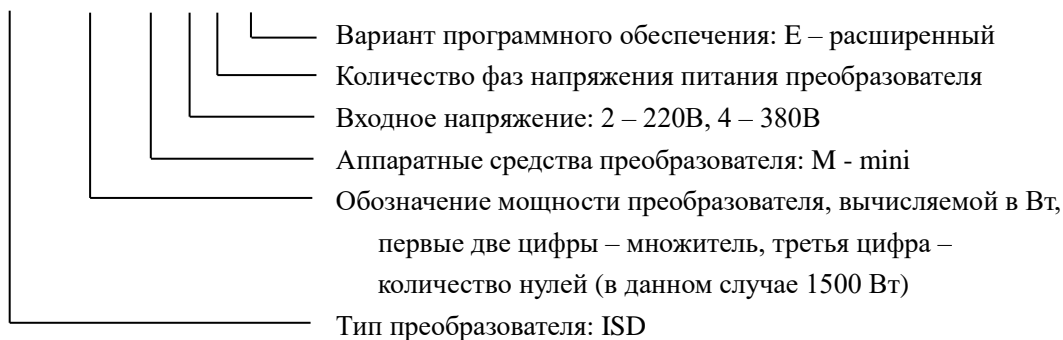 Вариант программного обеспечения: Е – расширенный
Количество фаз напряжения питания преобразователя
Входное напряжение: 2 – 220В, 4 – 380В
Аппаратные средства преобразователя: М - mini
Обозначение мощности преобразователя, вычисляемой в Вт,
первые две цифры – множитель, третья цифра –
количество нулей (в данном случае 1500 Вт)
Тип преобразователя: ISD